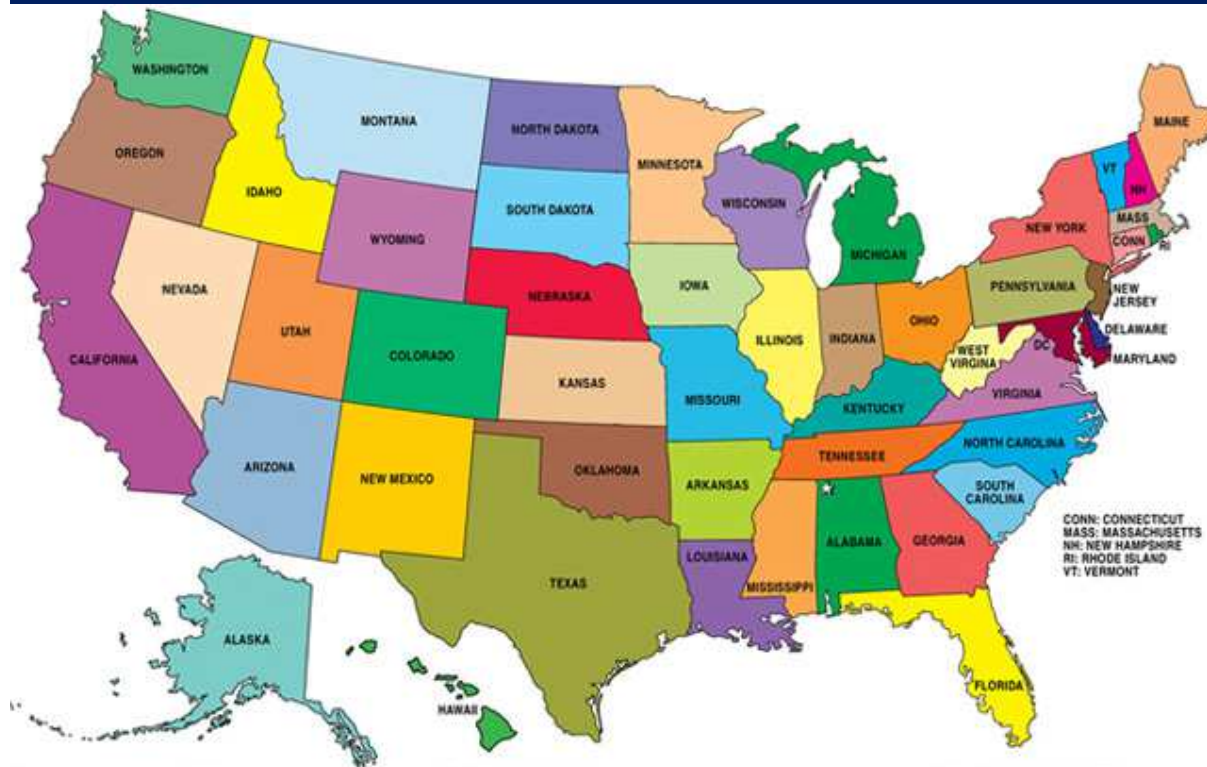 WASHINGTON
MAINE
MONTANA
NORTH DAKOTA
OREGON
MINNESOTA
VT
NH
IDAHO
SOUTH DAKOTA
WISCONSIN
MASS
NEW YORK
WYOMING
CONN
RI
MICHIGAN
NEVADA
NEBRASKA
IOWA
PENNSYLVANIA
NEW
JERSEY
UTAH
OHIO
ILLINOIS
INDIANA
DELAWARE
DC
WEST
VIRGINA
CALIFORNIA
COLORADO
MARYLAND
KANSAS
VIRGINIA
MISSOURI
KENTUCKY
NORTH CAROLINA
TENNESSEE
ARIZONA
NEW MEXICO
OKLAHOMA
ARKANSAS
SOUTH
CAROLINA
CONN: CONNECTICUT
MASS: MASSACHUSETTS
NH: NEW HAMPSHIRE
RI: RHODE ISLAND
VT: VERMONT
ALABAMA
GEORGIA
LOUISIANA
TEXAS
MISSISSIPPI
ALASKA
FLORIDA
HAWAII